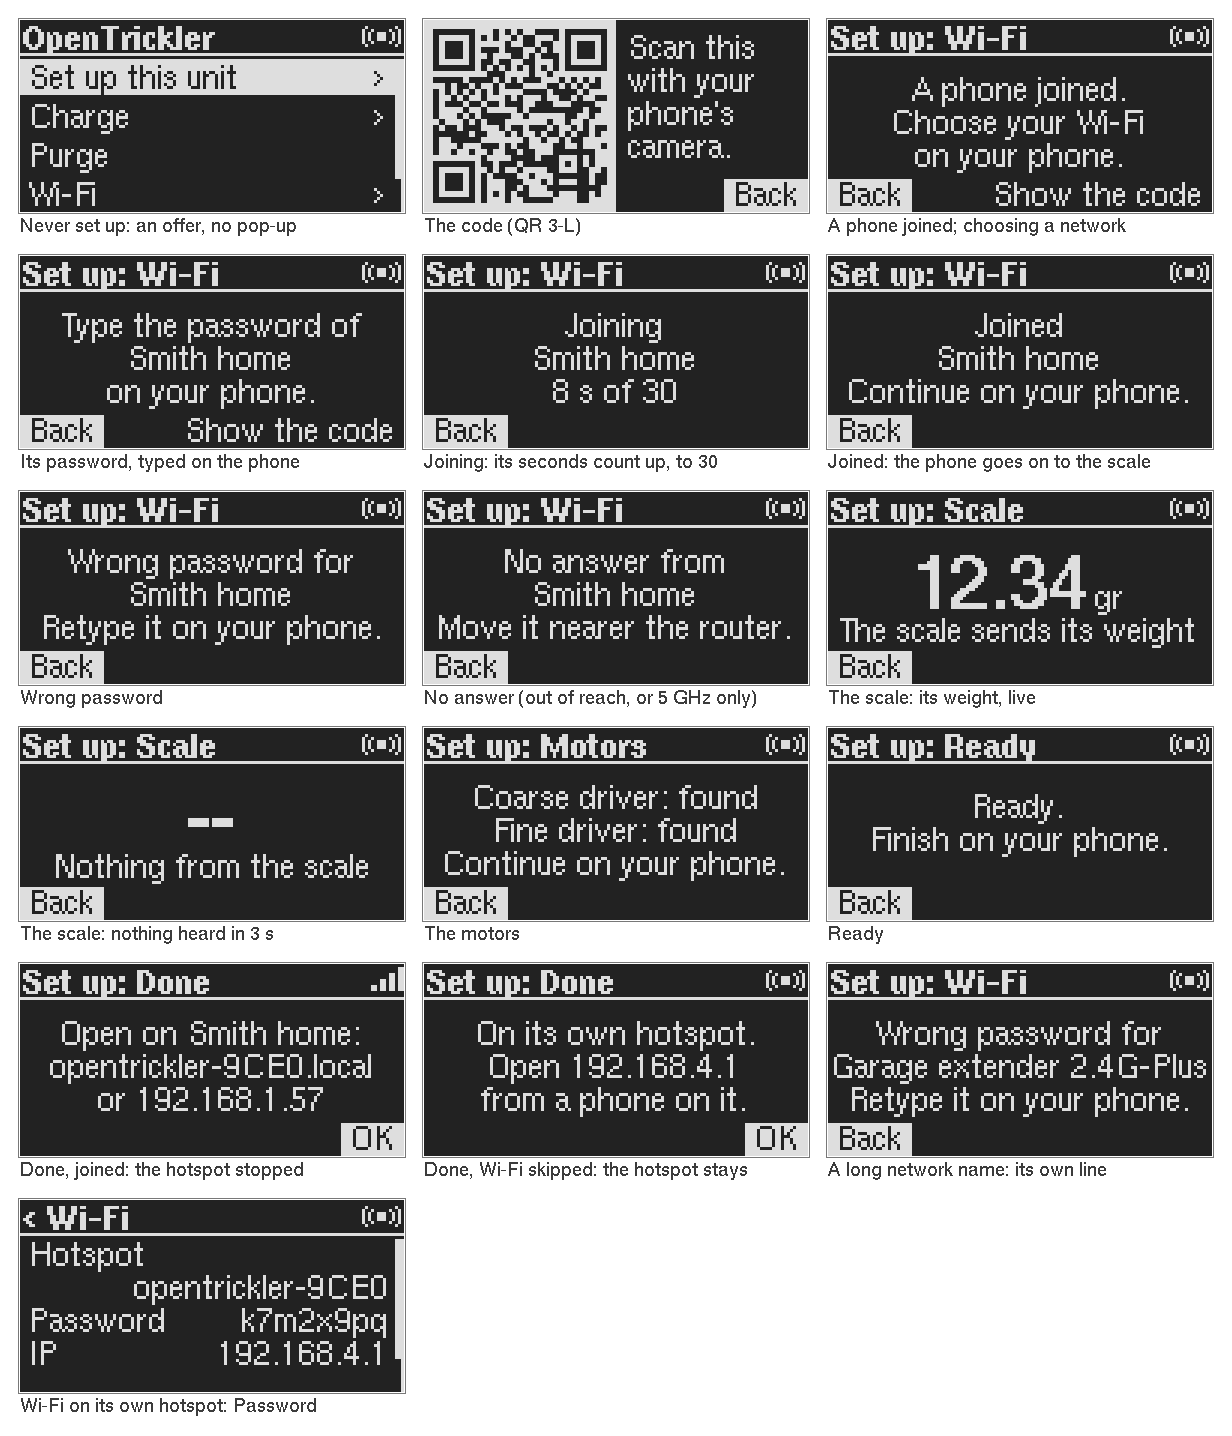 OpenTrickler
Set up this unit >
Charge >
Purge
Wi-Fi >
Never set up: an offer, no pop-up
Scan this
with your
phone's
camera.
Back
The code (QR 3-L)
Set up: Wi-Fi
A phone joined.
Choose your Wi-Fi
on your phone.
Back Show the code
A phone joined; choosing a network
Set up: Wi-Fi
Type the password of
Smith home
on your phone.
Back Show the code
Its password, typed on the phone
Set up: Wi-Fi
Joining
Smith home
8 s of 30
Back
Joining: its seconds count up, to 30
Set up: Wi-Fi
Joined
Smith home
Continue on your phone.
Back
Joined: the phone goes on to the scale
Set up: Wi-Fi
Wrong password for
Smith home
Retype it on your phone.
Back
Wrong password
Set up: Wi-Fi
No answer from
Smith home
Move it nearer the router.
Back
No answer (out of reach, or 5 GHz only)
Set up: Scale
12.34 gr
The scale sends its weight
Back
The scale: its weight, live
Set up: Scale
--
Nothing from the scale
Back
The scale: nothing heard in 3 s
Set up: Motors
Coarse driver: found
Fine driver: found
Continue on your phone.
Back
The motors
Set up: Ready
Ready.
Finish on your phone.
Back
Ready
Set up: Done
Open on Smith home:
opentrickler-9CE0.local
or 192.168.1.57
OK
Done, joined: the hotspot stopped
Set up: Done
On its own hotspot.
Open 192.168.4.1
from a phone on it.
OK
Done, Wi-Fi skipped: the hotspot stays
Set up: Wi-Fi
Wrong password for
Garage extender 2.4G-Plus
Retype it on your phone.
Back
A long network name: its own line
< Wi-Fi
Hotspot
opentrickler-9CE0
Password k7m2x9pq
IP 192.168.4.1
Wi-Fi on its own hotspot: Password